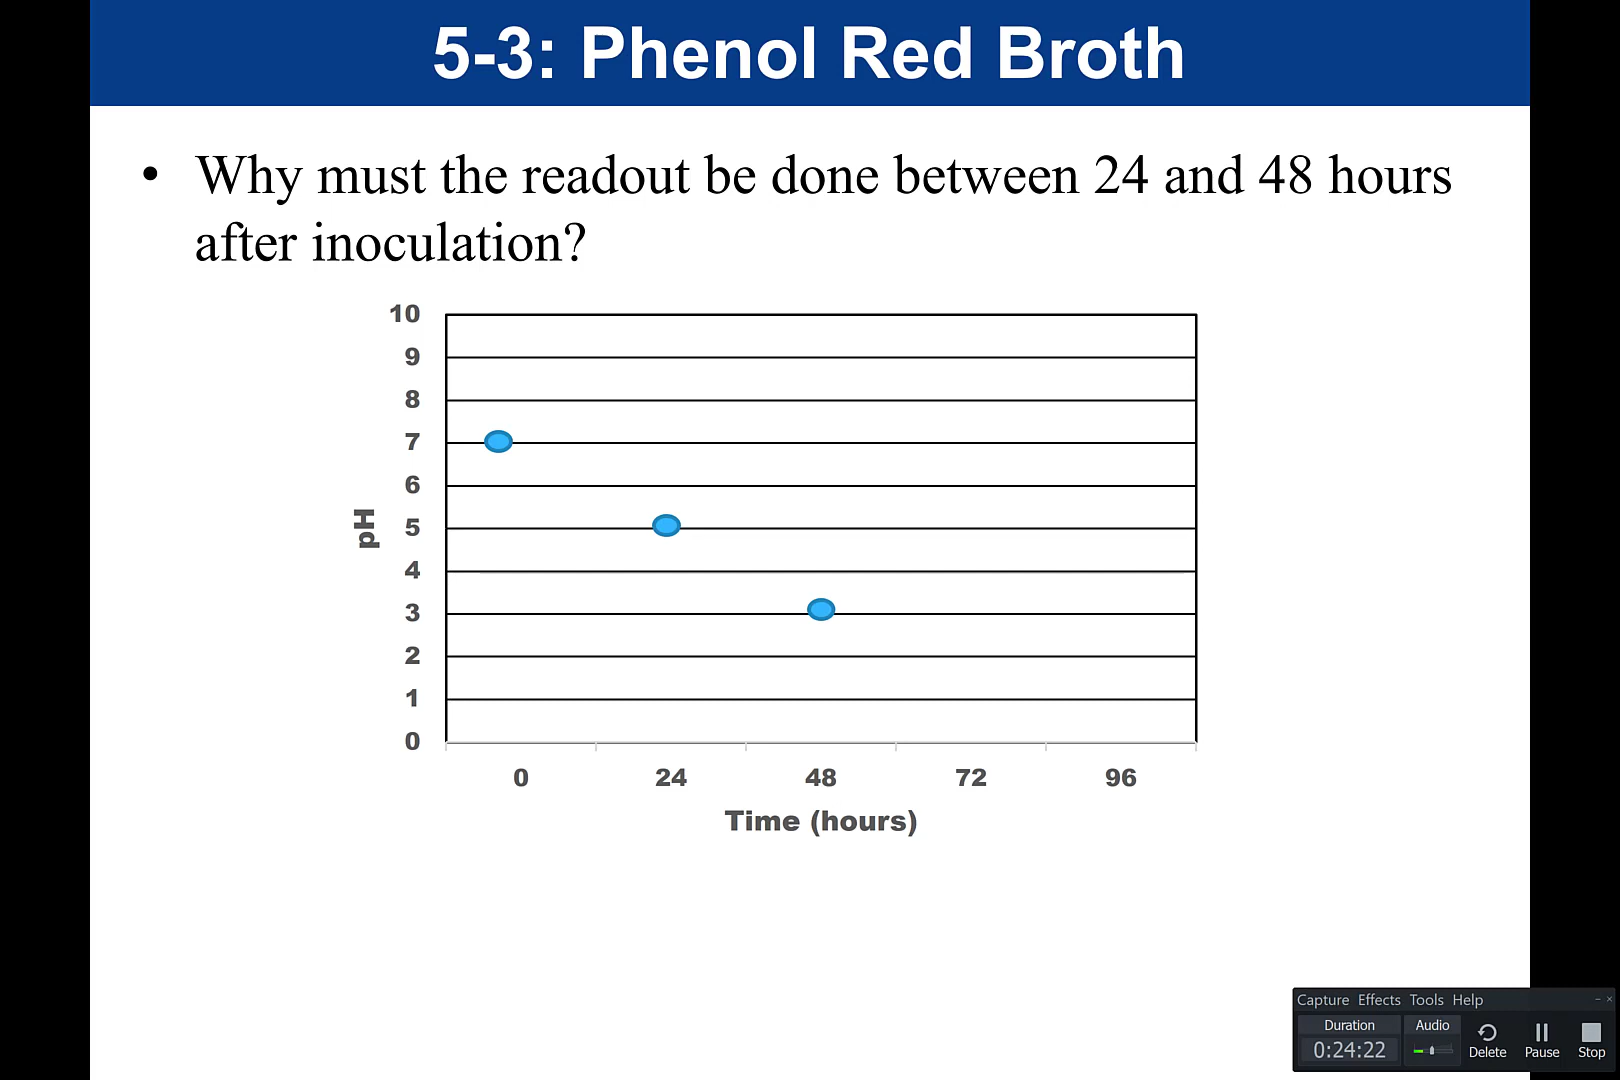 5-3: Phenol Red Broth
• Why must the readout be done between 24 and 48 hours
after inoculation?
10
9
8
7
6
5
4
3
2
1
0
pH
0 24 48 72 96
Time (hours)
Capture Effects Tools Help
Duration Audio
0:24:22 Delete Pause Stop